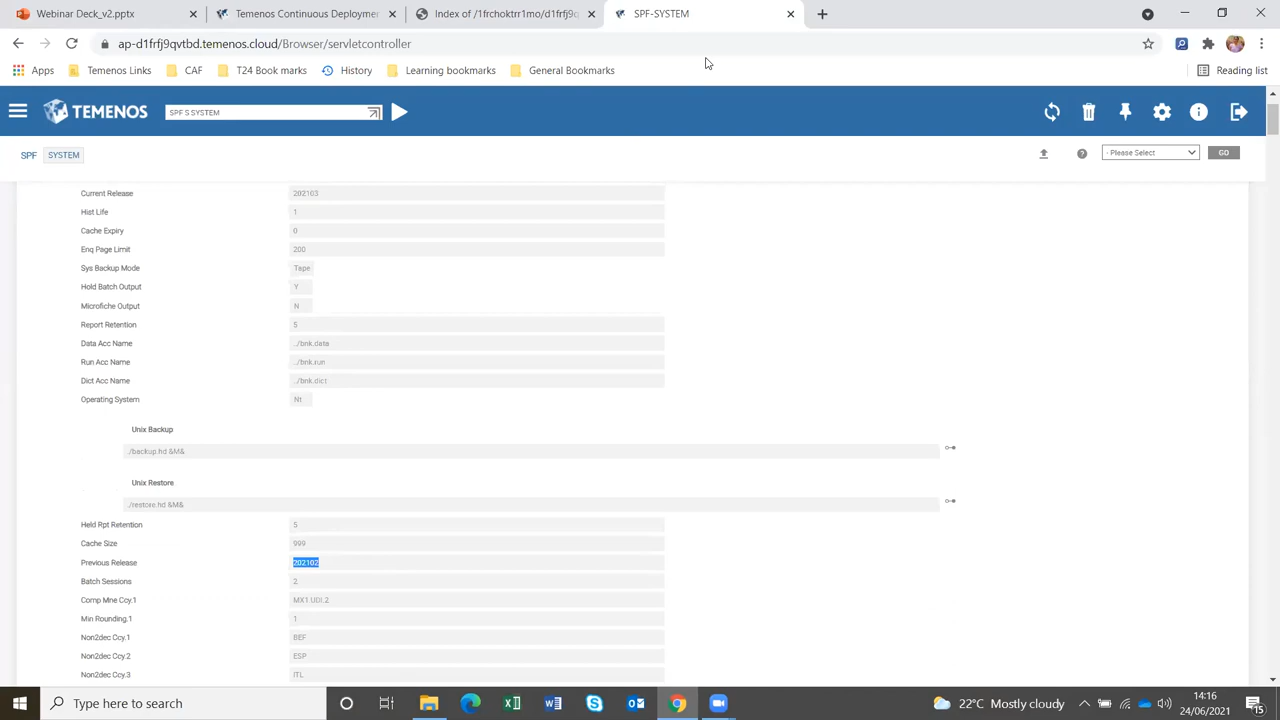 Webinar Deck_v2.pptx
Temenos Continuous Deploymen
Index of /1frchoktrr1mo/d1frfj9q
SPF-SYSTEM
ap-d1frfj9qvtbd.temenos.cloud/Browser/servletcontroller
Apps
Temenos Links
CAF
T24 Book marks
History
Learning bookmarks
General Bookmarks
Reading list
TEMENOS
SPF S SYSTEM
SPF
SYSTEM
- Please Select
GO
Current Release 202103
Hist Life 1
Cache Expiry 0
Enq Page Limit 200
Sys Backup Mode Tape
Hold Batch Output Y
Microfiche Output N
Report Retention 5
Data Acc Name ../bnk.data
Run Acc Name ../bnk.run
Dict Acc Name ../bnk.dict
Operating System Nt
Unix Backup
./backup.hd &M&
Unix Restore
./restore.hd &M&
Held Rpt Retention 5
Cache Size 999
Previous Release 202102
Batch Sessions 2
Comp Mne Ccy.1 MX1.UDI.2
Min Rounding.1 1
Non2dec Ccy.1 BEF
Non2dec Ccy.2 ESP
Non2dec Ccy.3 ITL
Type here to search
22°C Mostly cloudy
14:16
24/06/2021
15